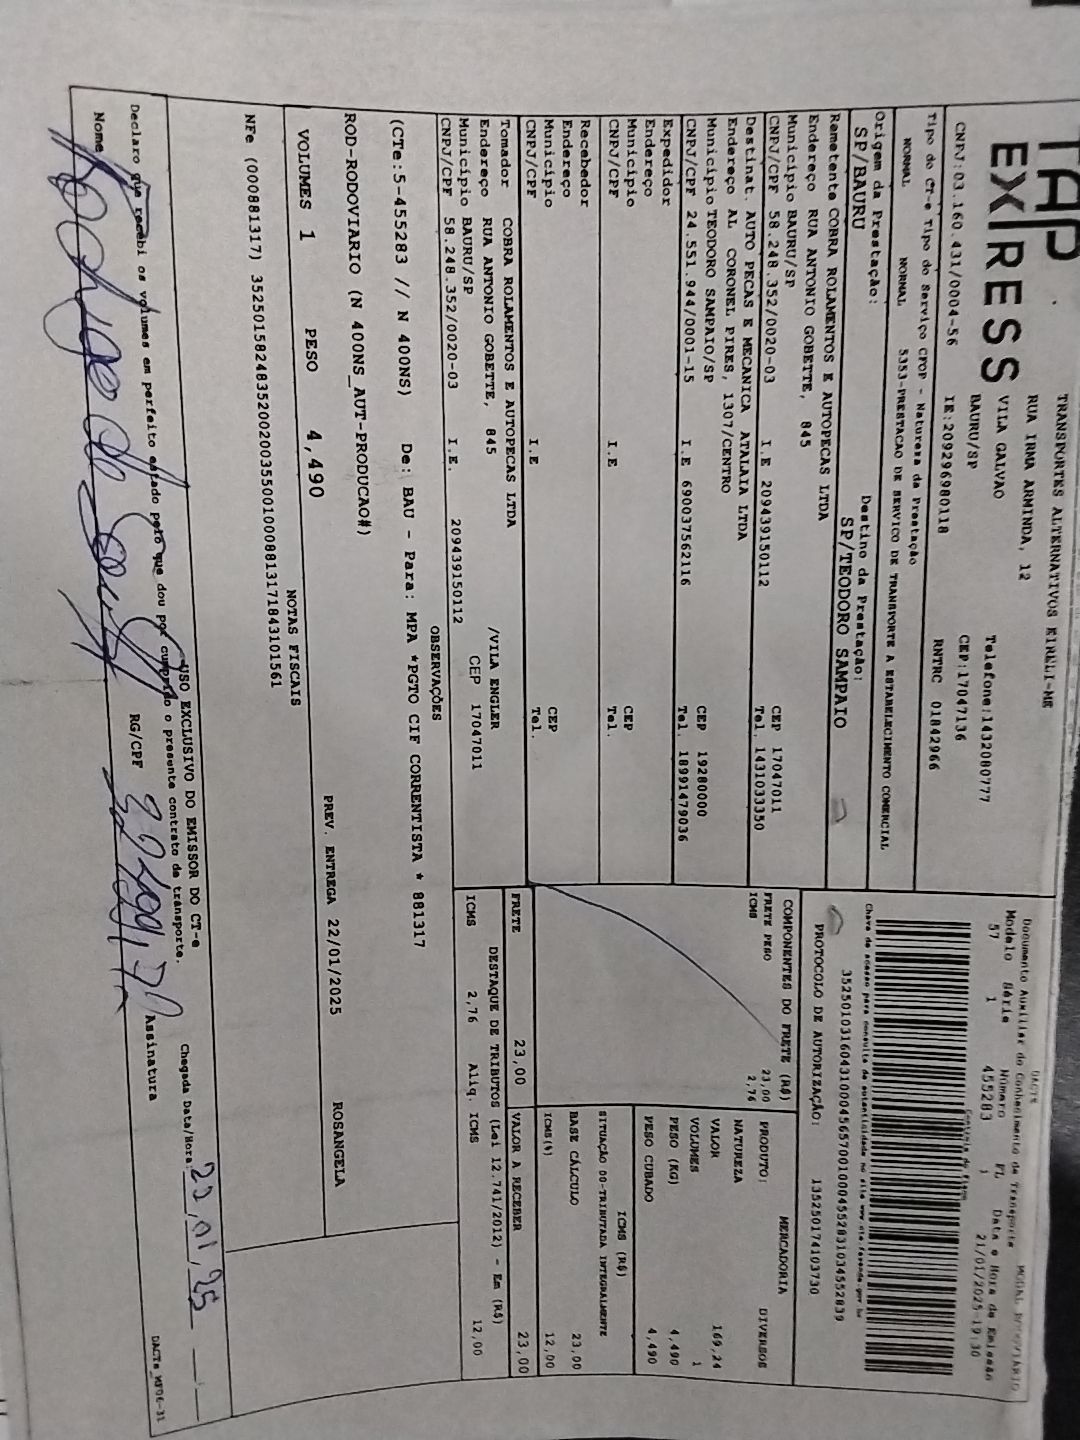 TAP
EXPRESS
TRANSPORTES ALTERNATIVOS EIRELI-ME
RUA IRMA ARMINDA, 12
VILA GALVAO
BAURU/SP
Telefone:1432080777
CEP:17047136
CNPJ:03.160.431/0004-56 IE:209296980118 RNTRC 01842966
Tipo do CT-e Tipo do Serviço CFOP - Natureza da Prestação
NORMAL NORMAL 5353-PRESTACAO DE SERVICO DE TRANSPORTE A ESTABELECIMENTO COMERCIAL
Origem da Prestação: Destino da Prestação:
SP/BAURU SP/TEODORO SAMPAIO
Remetente COBRA ROLAMENTOS E AUTOPECAS LTDA
Endereço RUA ANTONIO GOBETTE, 845
Município BAURU/SP CEP 17047011
CNPJ/CPF 58.248.352/0020-03 I.E 209439150112 Tel. 1431033350
Destinat. AUTO PECAS E MECANICA ATALAIA LTDA
Endereço AL CORONEL PIRES, 1307/CENTRO
Município TEODORO SAMPAIO/SP CEP 19280000
CNPJ/CPF 24.551.944/0001-15 I.E 690037562116 Tel. 18991479036
Expedidor
Endereço
Município CEP
CNPJ/CPF I.E Tel.
Recebedor
Endereço
Município CEP
CNPJ/CPF I.E Tel.
Tomador COBRA ROLAMENTOS E AUTOPECAS LTDA
Endereço RUA ANTONIO GOBETTE, 845 /VILA ENGLER
Município BAURU/SP CEP 17047011
CNPJ/CPF 58.248.352/0020-03 I.E. 209439150112
OBSERVAÇÕES
(CTe:5-455283 // N 400NS) De: BAU - Para: MPA *PGTO CIF CORRENTISTA * 881317
ROD-RODOVIARIO (N 400NS_AUT-PRODUCAO#)
VOLUMES 1 PESO 4,490 PREV. ENTREGA 22/01/2025 ROSANGELA
NOTAS FISCAIS
NFe (000881317) 35250158248352002003550010008813171843101561
DACTE
Documento Auxiliar do Conhecimento de Transporte MODAL RODOVIARIO
Modelo Série Número FL Data e Hora de Emissão
57 1 455283 1 21/01/2025-19:30
Controle do Fisco
Chave de acesso para consulta de autenticidade no site www.cte.fazenda.gov.br
35250103160431000456570010004552831034552839
PROTOCOLO DE AUTORIZAÇÃO: 135250174103730
COMPONENTES DO FRETE (R$)
FRETE PESO 23,00
ICMS 2,76
MERCADORIA
PRODUTO: DIVERSOS
NATUREZA
VALOR 169,24
VOLUMES 1
PESO (KG) 4,490
PESO CUBADO 4,490
ICMS (R$)
SITUAÇÃO 00-TRIBUTADA INTEGRALMENTE
BASE CÁLCULO 23,00
ICMS(%) 12,00
FRETE 23,00 VALOR A RECEBER 23,00
DESTAQUE DE TRIBUTOS (Lei 12.741/2012) - Em (R$)
ICMS 2,76 Aliq. ICMS 12,00
USO EXCLUSIVO DO EMISSOR DO CT-e
Declaro que recebi os volumes em perfeito estado pelo que dou por cumprido o presente contrato de transporte.
Chegada Data/Hora: 23,01,25
Nome RG/CPF Assinatura
DACTe_MF06-31